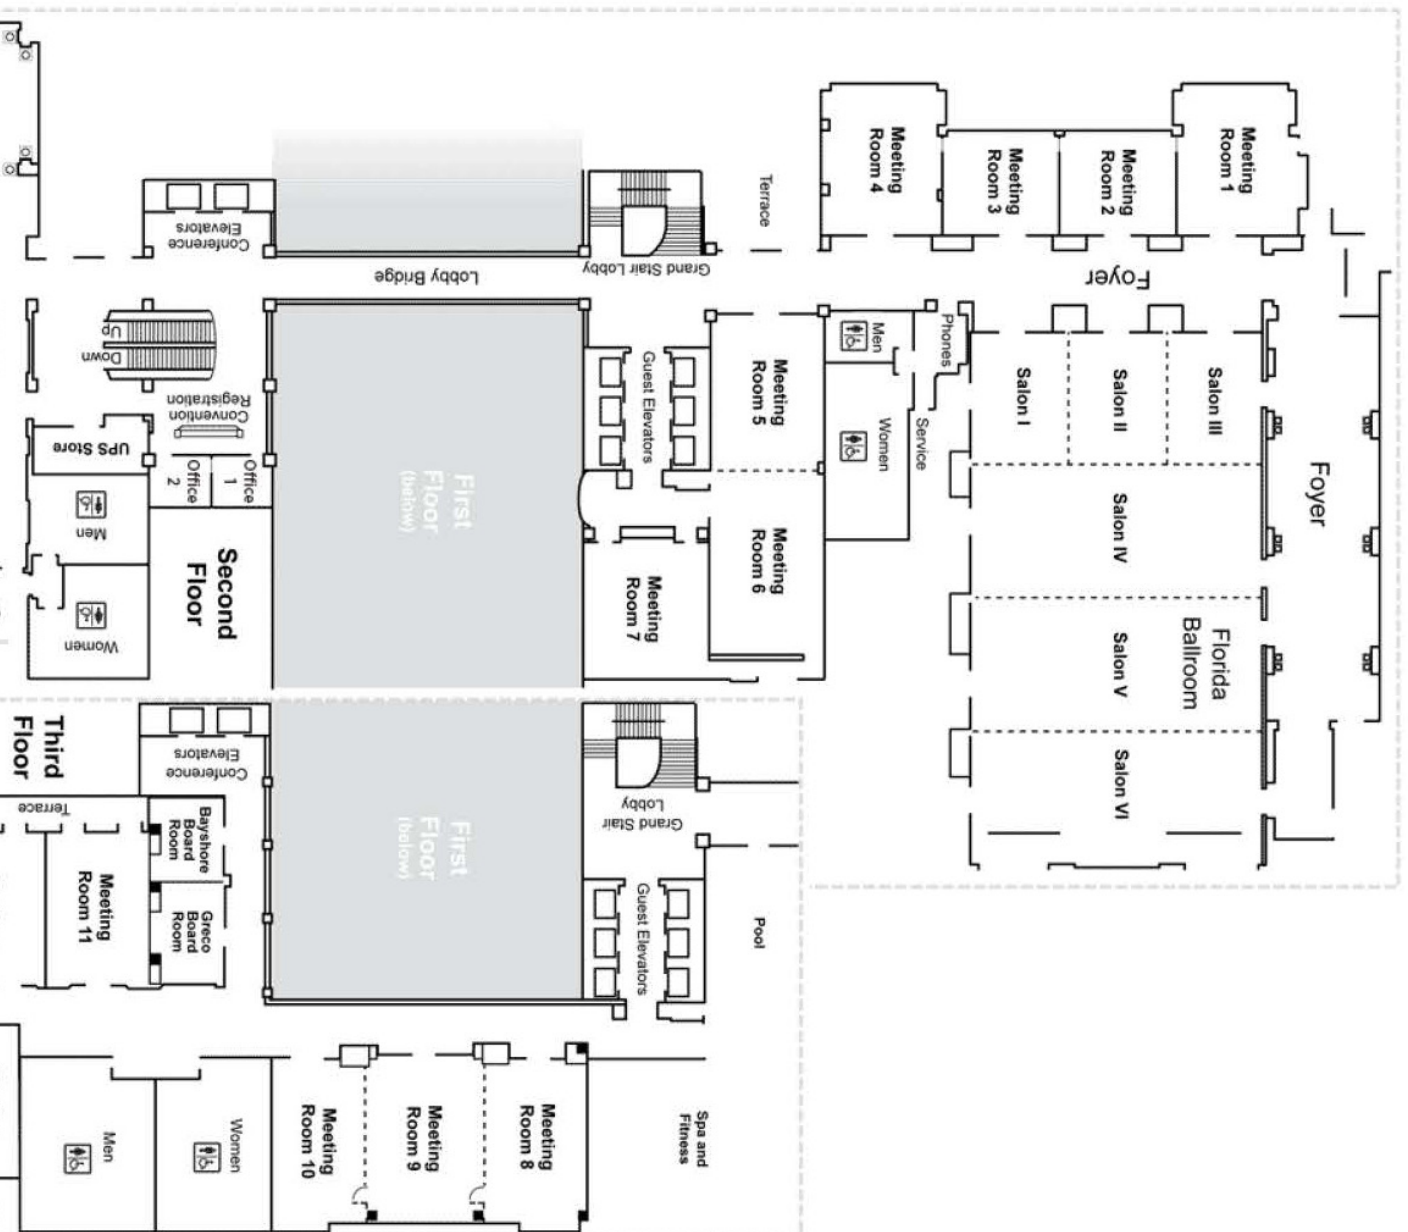 Meeting
Room 4
Meeting
Room 3
Meeting
Room 2
Meeting
Room 1
Terrace
Conference
Elevators
Lobby Bridge
Grand Stair Lobby
Foyer
Up
Down
Convention
Registration
UPS Store
Office
2
Office
1
Men
Women
Second
Floor
First
Floor
(below)
Guest Elevators
Meeting
Room 5
Meeting
Room 6
Meeting
Room 7
Men
Women
Phones
Service
Salon I
Salon II
Salon III
Salon IV
Salon V
Salon VI
Florida
Ballroom
Foyer
Third
Floor
Conference
Elevators
Terrace
Bayshore
Board
Room
Greco
Board
Room
Meeting
Room 11
First
Floor
(below)
Grand Stair
Lobby
Guest Elevators
Pool
Men
Women
Meeting
Room 10
Meeting
Room 9
Meeting
Room 8
Spa and
Fitness